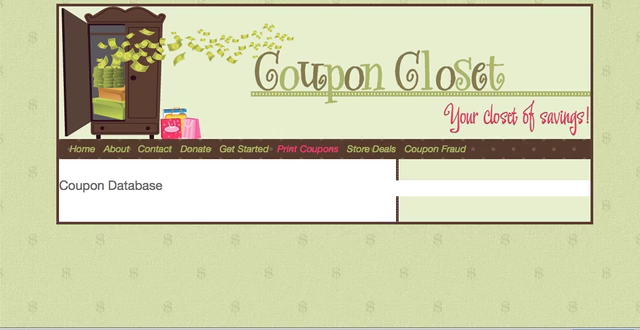 Coupon Closet
Your closet of savings!
Home About Contact Donate Get Started Print Coupons Store Deals Coupon Fraud
Coupon Database